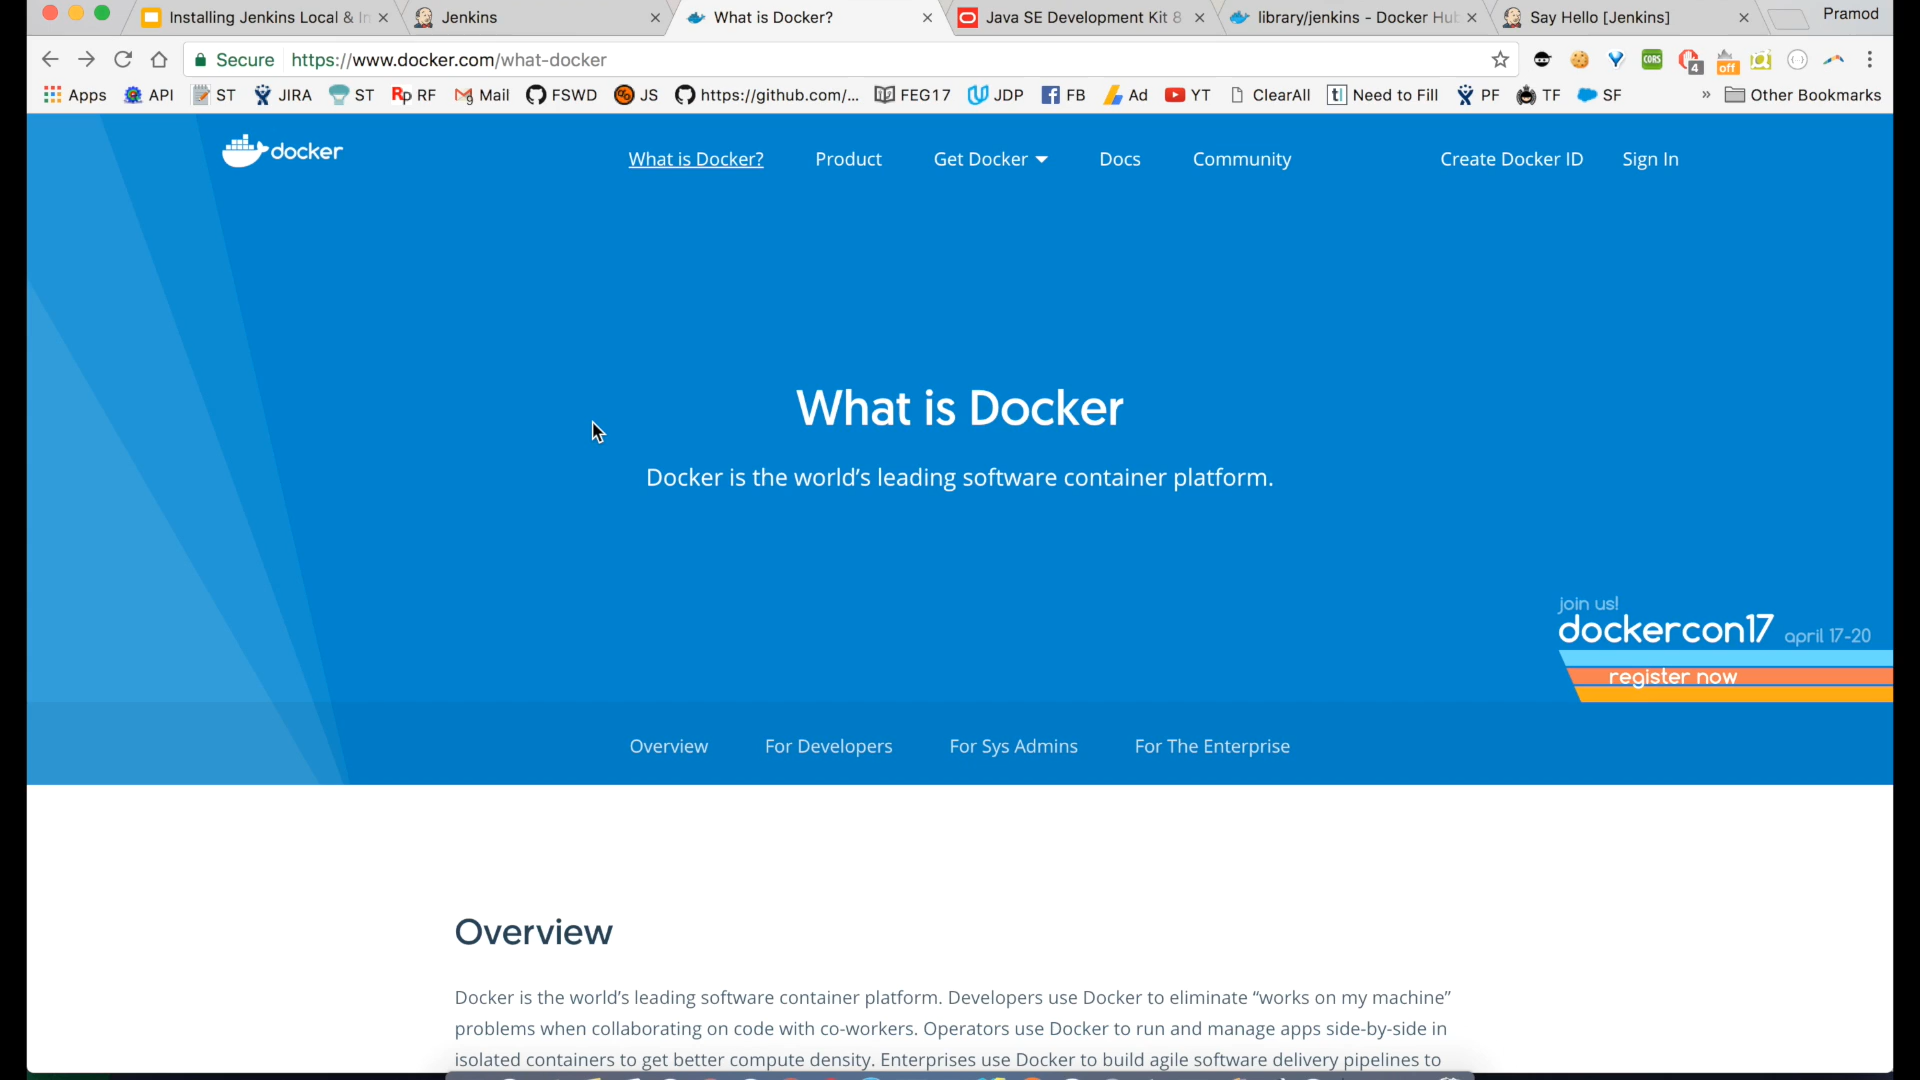 Installing Jenkins Local & In
Jenkins
What is Docker?
Java SE Development Kit 8
library/jenkins - Docker Hub
Say Hello [Jenkins]
Pramod
Secure https://www.docker.com/what-docker
CORS
4
off
Apps API ST JIRA ST Rp RF Mail FSWD JS https://github.com/... FEG17 JDP FB Ad YT ClearAll tl Need to Fill PF TF SF » Other Bookmarks
docker
What is Docker? Product Get Docker Docs Community Create Docker ID Sign In
What is Docker
Docker is the world’s leading software container platform.
join us!
dockercon17 april 17-20
register now
Overview For Developers For Sys Admins For The Enterprise
Overview
Docker is the world’s leading software container platform. Developers use Docker to eliminate “works on my machine”
problems when collaborating on code with co-workers. Operators use Docker to run and manage apps side-by-side in
isolated containers to get better compute density. Enterprises use Docker to build agile software delivery pipelines to